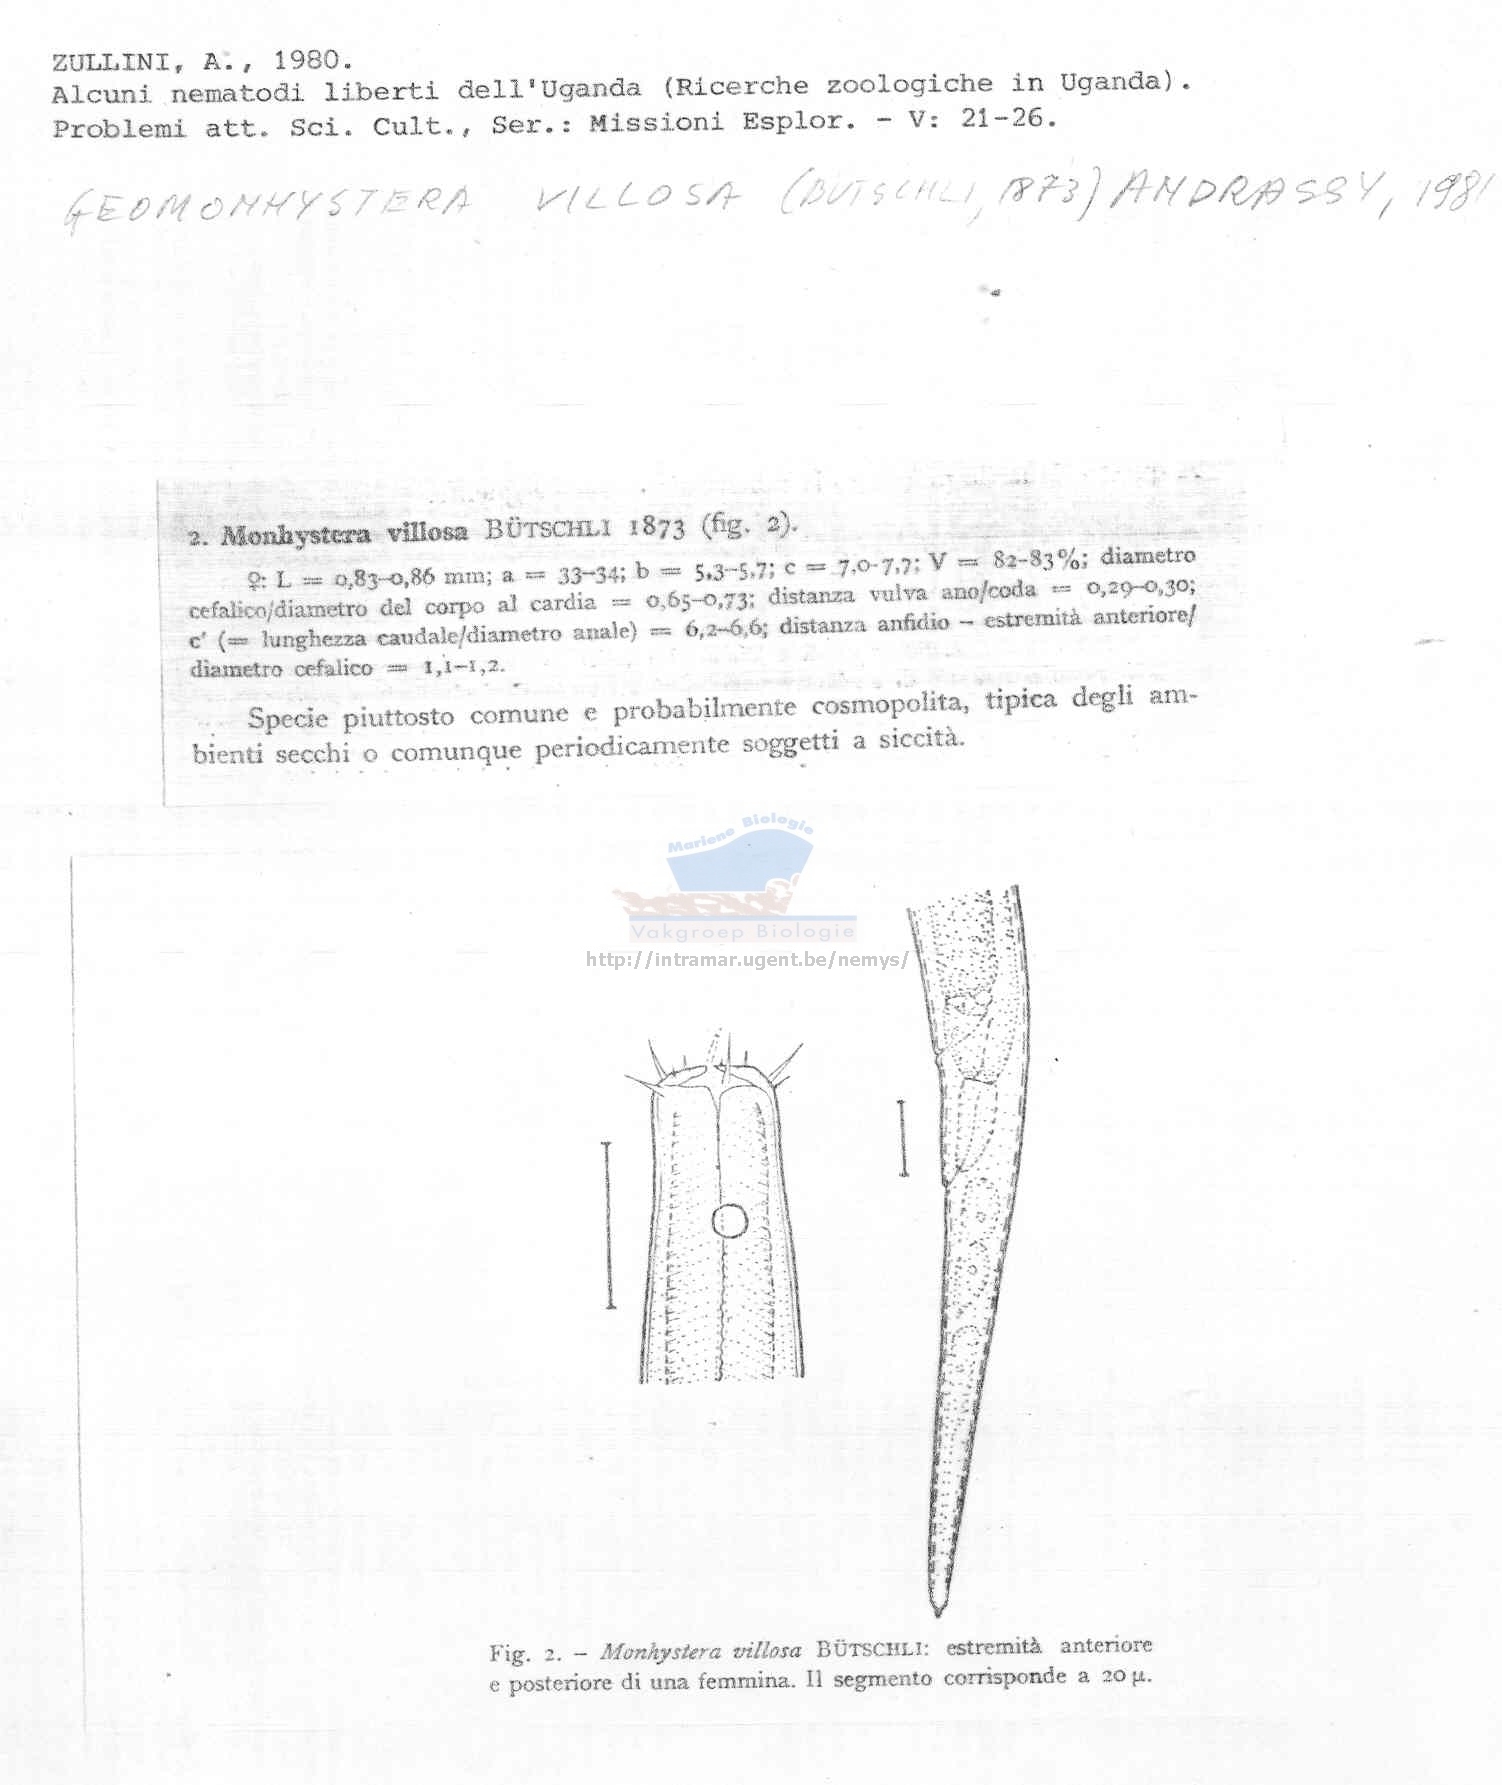 ZULLINI, A., 1980.
Alcuni nematodi liberti dell'Uganda (Ricerche zoologiche in Uganda).
Problemi att. Sci. Cult., Ser.: Missioni Esplor. - V: 21-26.
GEOMONHYSTERA VILLOSA (BUTSCHLI, 1873) ANDRASSY, 1981
2. Monhystera villosa BÜTSCHLI 1873 (fig. 2).
♀: L = 0,83-0,86 mm; a = 33-34; b = 5,3-5,7; c = 7,0-7,7; V = 82-83%; diametro
cefalico/diametro del corpo al cardia = 0,65-0,73; distanza vulva ano/coda = 0,29-0,30;
c' (= lunghezza caudale/diametro anale) = 6,2-6,6; distanza anfidio - estremità anteriore/
diametro cefalico = 1,1-1,2.
Specie piuttosto comune e probabilmente cosmopolita, tipica degli am-
bienti secchi o comunque periodicamente soggetti a siccità.
Mariene Biologie
Vakgroep Biologie
http://intramar.ugent.be/nemys/
Fig. 2. - Monhystera villosa BÜTSCHLI: estremità anteriore
e posteriore di una femmina. Il segmento corrisponde a 20 µ.